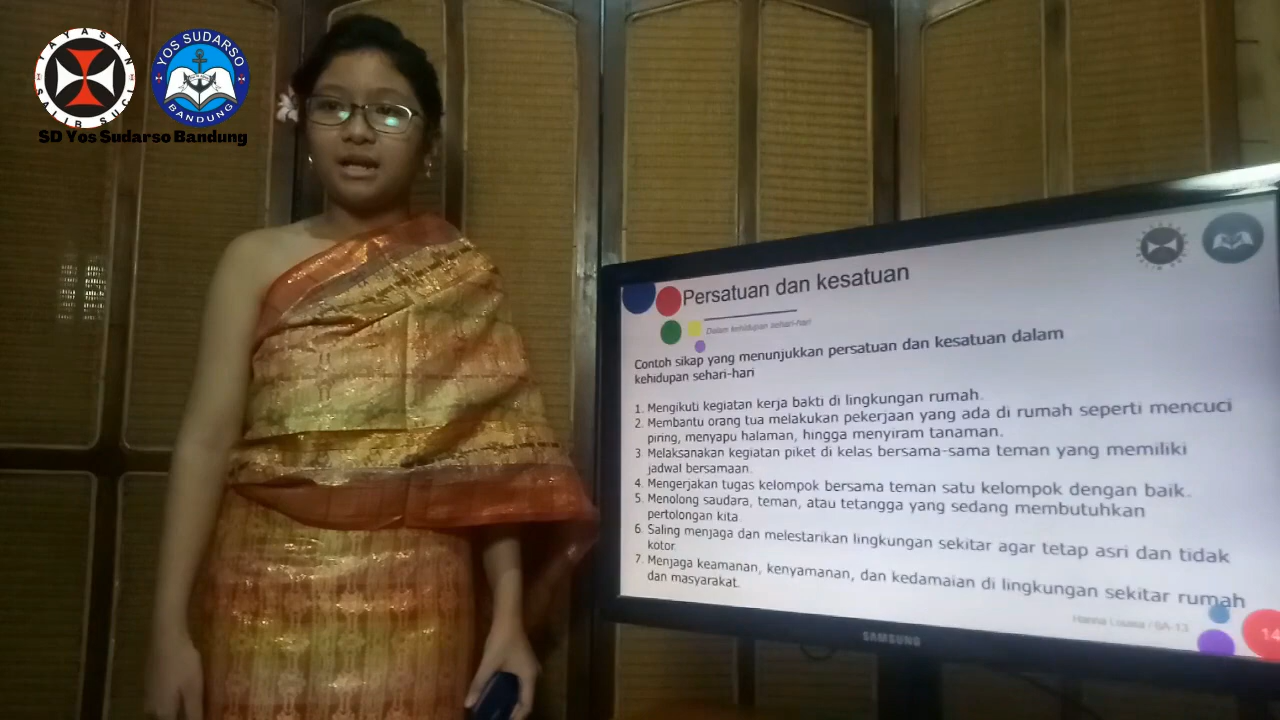 YAYASAN
SALIB SUCI
YOS SUDARSO
BANDUNG
SD Yos Sudarso Bandung
Persatuan dan kesatuan
Dalam kehidupan sehari-hari
Contoh sikap yang menunjukkan persatuan dan kesatuan dalam
kehidupan sehari-hari
1. Mengikuti kegiatan kerja bakti di lingkungan rumah.
2. Membantu orang tua melakukan pekerjaan yang ada di rumah seperti mencuci
piring, menyapu halaman, hingga menyiram tanaman.
3 Melaksanakan kegiatan piket di kelas bersama-sama teman yang memiliki
jadwal bersamaan.
4. Mengerjakan tugas kelompok bersama teman satu kelompok dengan baik.
5. Menolong saudara, teman, atau tetangga yang sedang membutuhkan
pertolongan kita
6. Saling menjaga dan melestarikan lingkungan sekitar agar tetap asri dan tidak
kotor.
7. Menjaga keamanan, kenyamanan, dan kedamaian di lingkungan sekitar rumah
dan masyarakat.
14
SAMSUNG